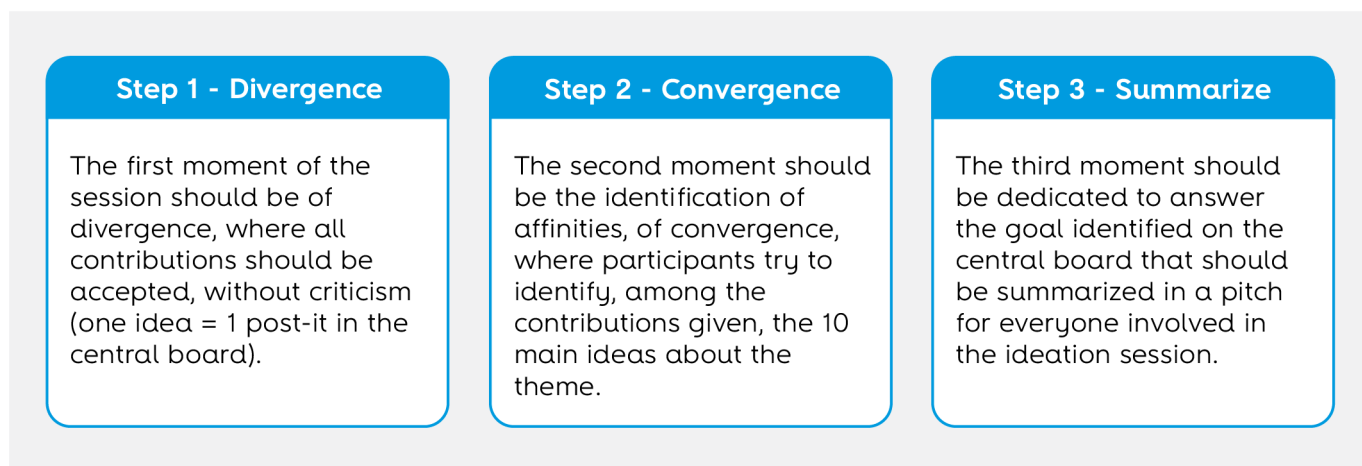 Step 1 - Divergence
The first moment of the
session should be of
divergence, where all
contributions should be
accepted, without criticism
(one idea = 1 post-it in the
central board).
Step 2 - Convergence
The second moment should
be the identification of
affinities, of convergence,
where participants try to
identify, among the
contributions given, the 10
main ideas about the
theme.
Step 3 - Summarize
The third moment should
be dedicated to answer
the goal identified on the
central board that should
be summarized in a pitch
for everyone involved in
the ideation session.